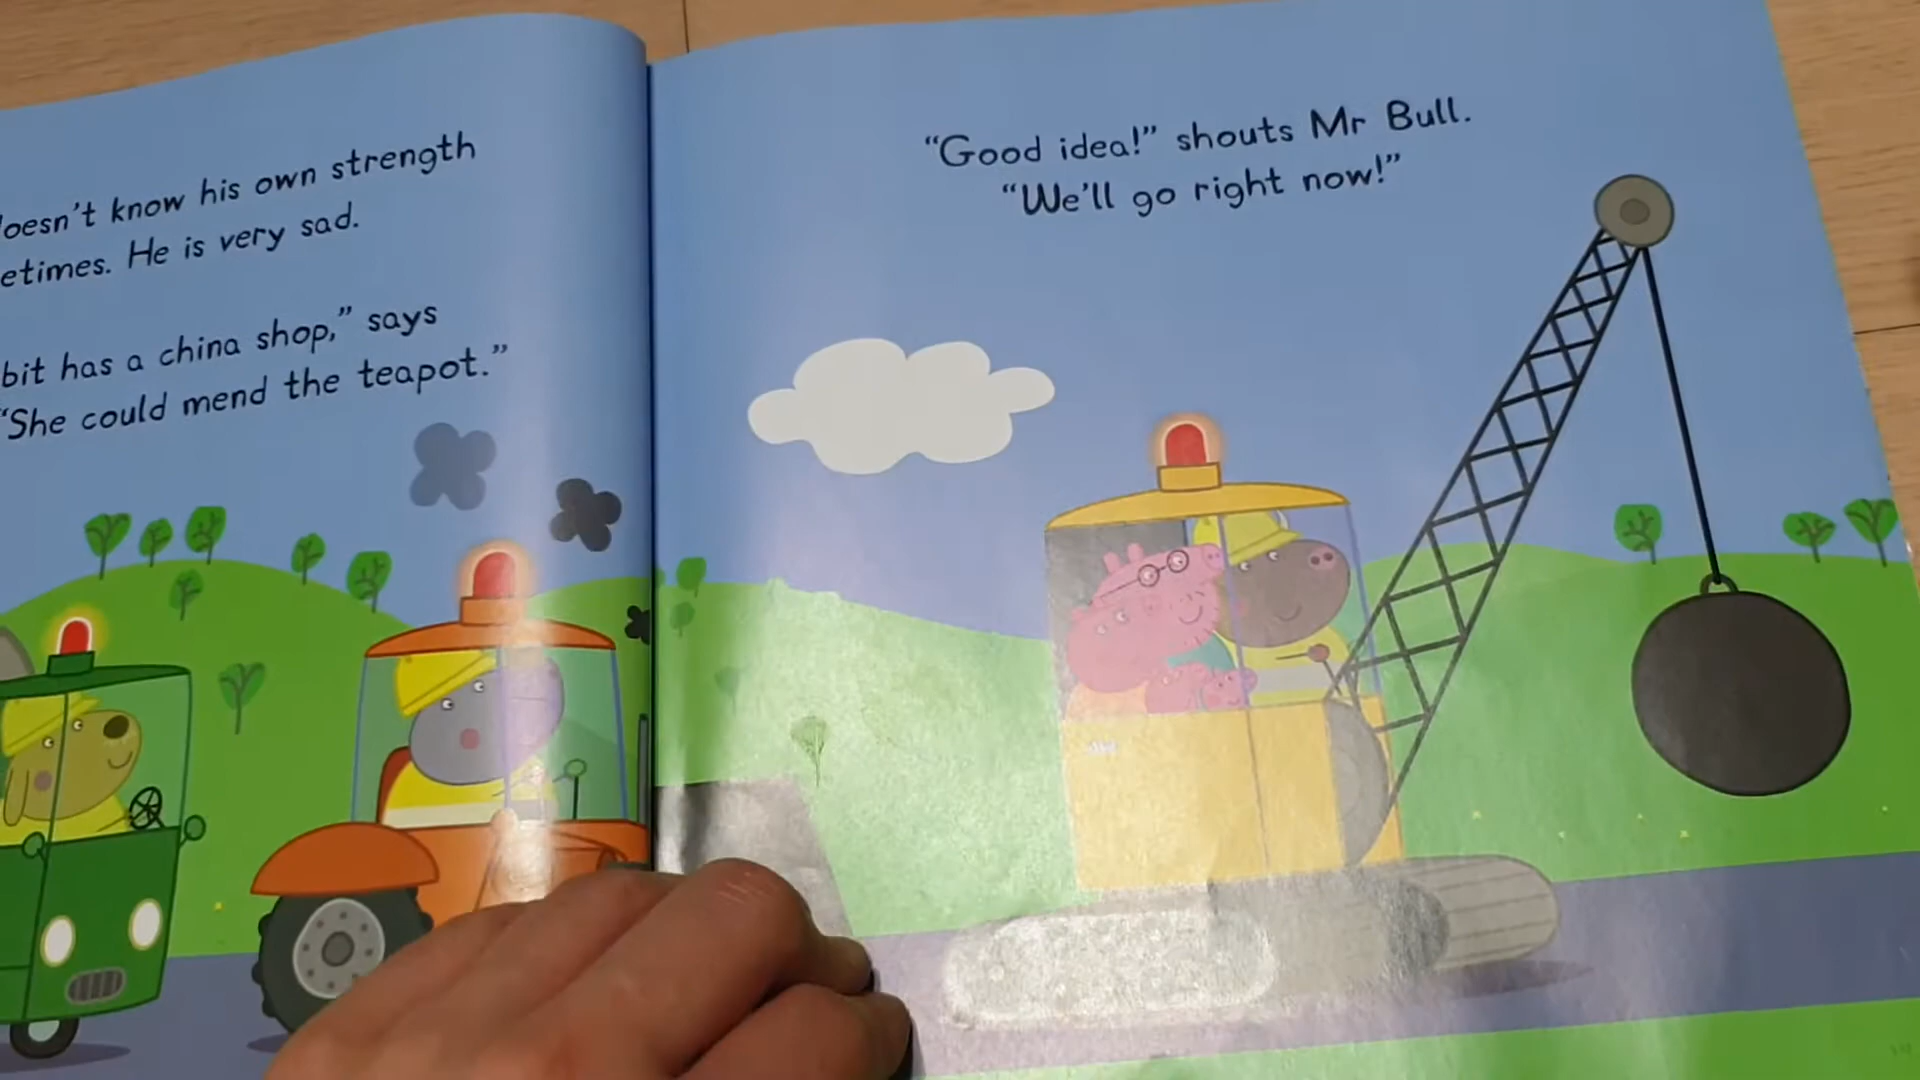 doesn't know his own strength
etimes. He is very sad.
bit has a china shop," says
"She could mend the teapot."
"Good idea!" shouts Mr Bull.
"We'll go right now!"